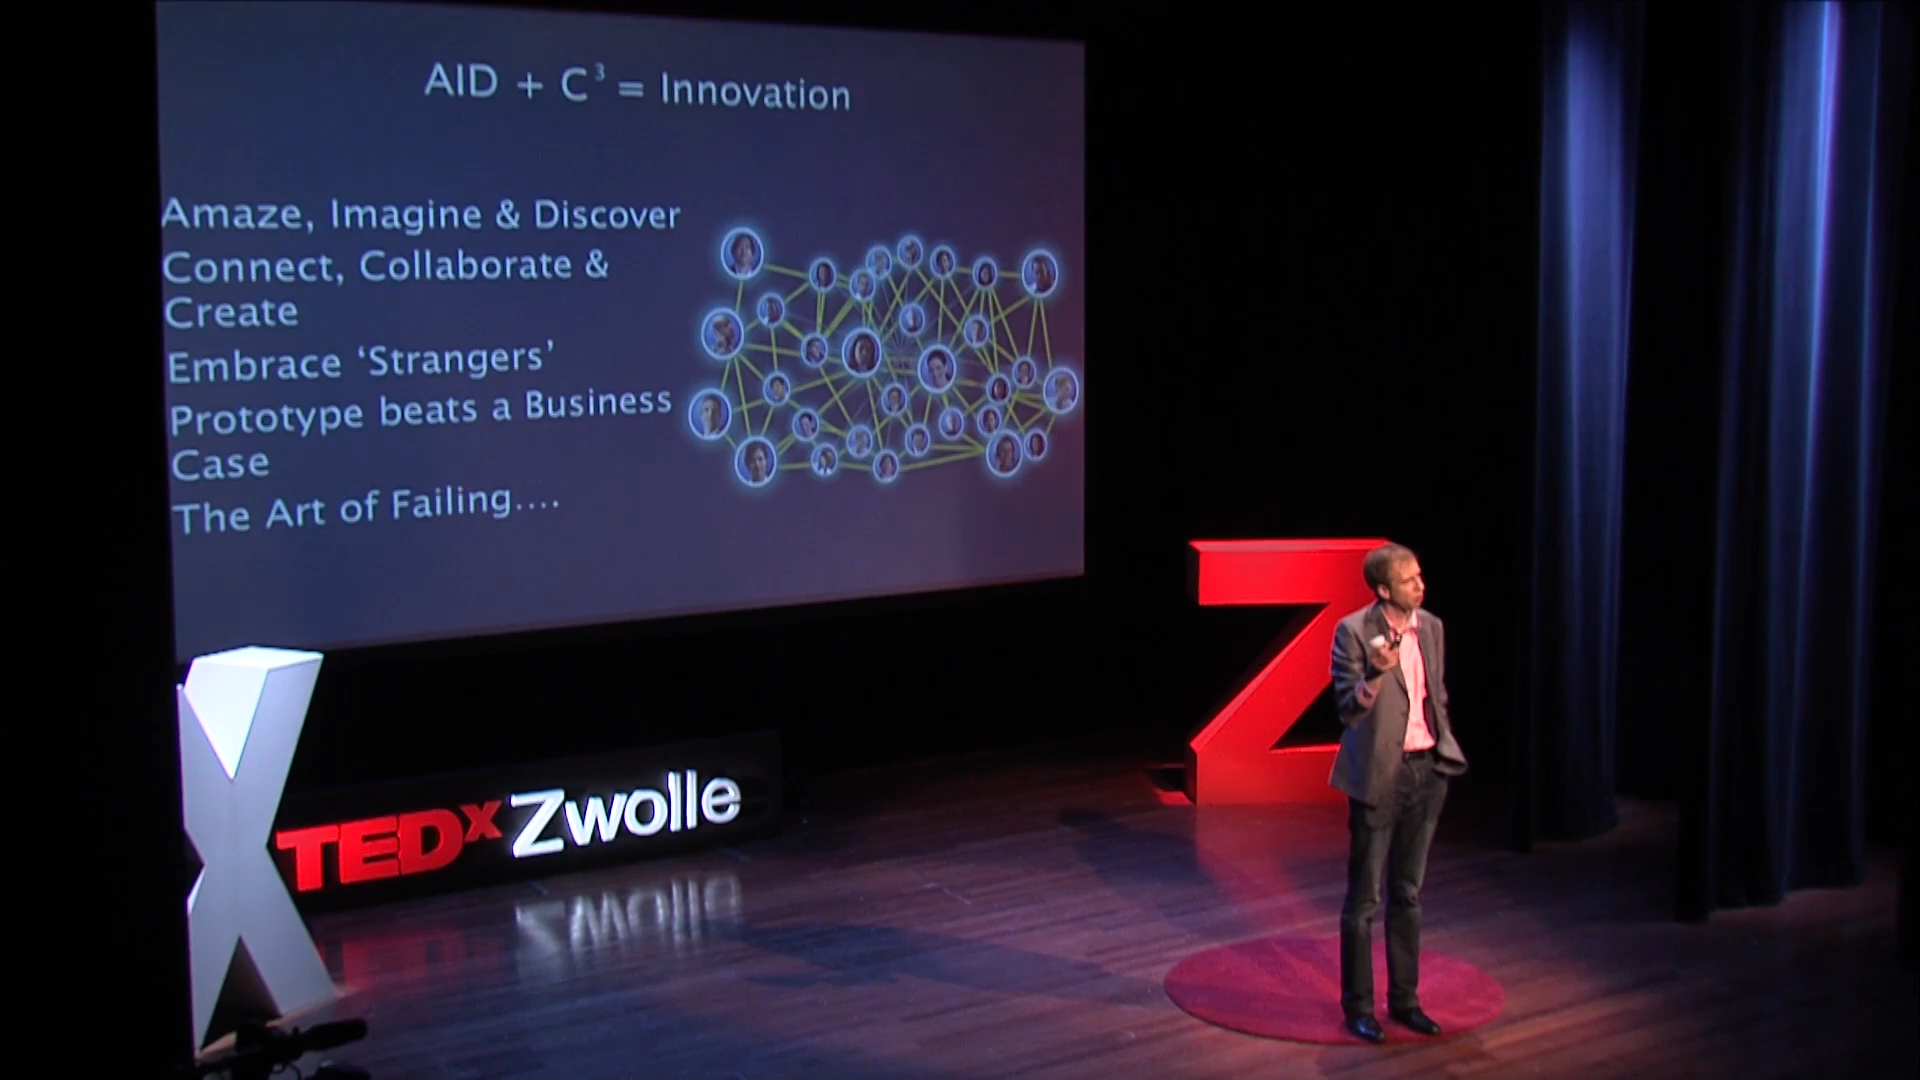 AID + C³ = Innovation
Amaze, Imagine & Discover
Connect, Collaborate &
Create
Embrace ‘Strangers’
Prototype beats a Business
Case
The Art of Failing....
Z
X
TEDx Zwolle